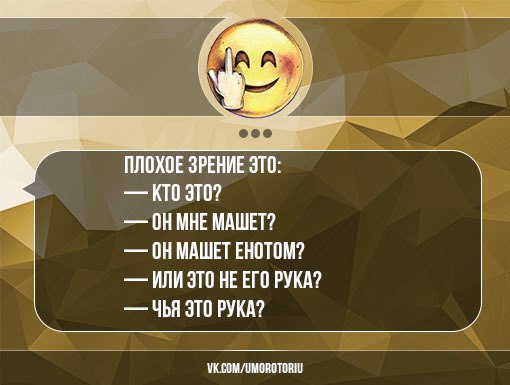 ПЛОХОЕ ЗРЕНИЕ ЭТО:
— КТО ЭТО?
— ОН МНЕ МАШЕТ?
— ОН МАШЕТ ЕНОТОМ?
— ИЛИ ЭТО НЕ ЕГО РУКА?
— ЧЬЯ ЭТО РУКА?
VK.COM/UMOROTORIU